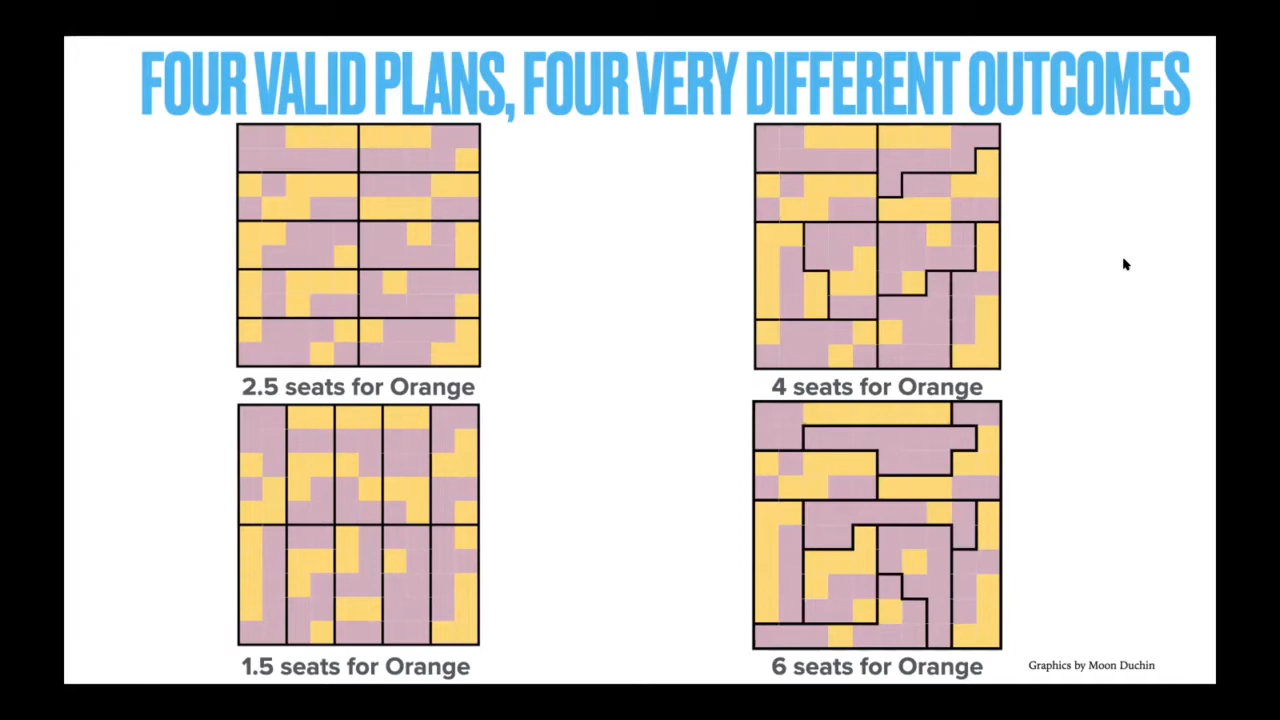 FOUR VALID PLANS, FOUR VERY DIFFERENT OUTCOMES
2.5 seats for Orange
4 seats for Orange
1.5 seats for Orange
6 seats for Orange
Graphics by Moon Duchin